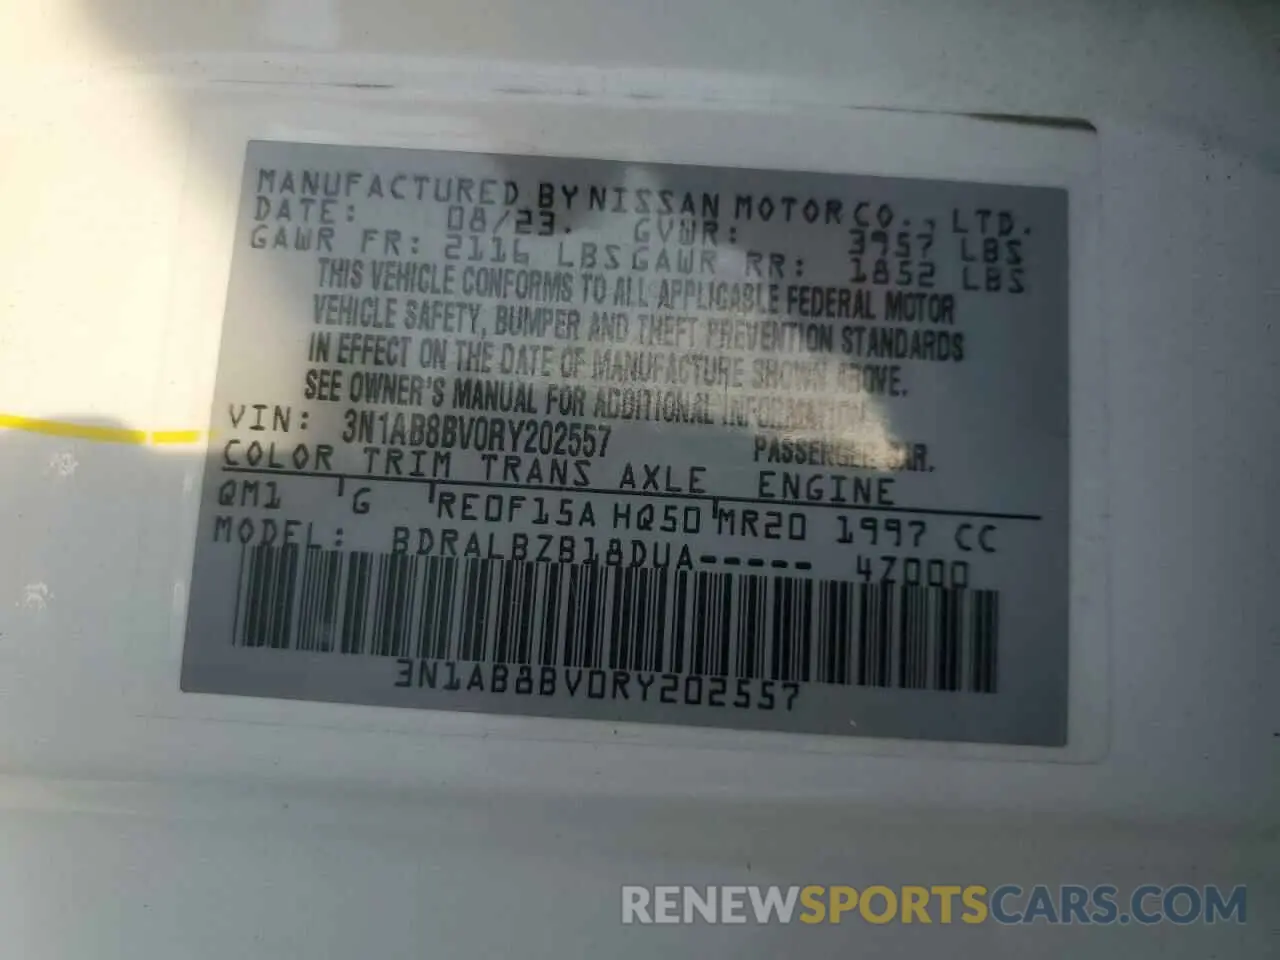 MANUFACTURED BY NISSAN MOTOR CO., LTD.
DATE: 08/23. GVWR: 3957 LBS
GAWR FR: 2116 LBS GAWR RR: 1852 LBS
THIS VEHICLE CONFORMS TO ALL APPLICABLE FEDERAL MOTOR
VEHICLE SAFETY, BUMPER AND THEFT PREVENTION STANDARDS
IN EFFECT ON THE DATE OF MANUFACTURE SHOWN ABOVE.
SEE OWNER'S MANUAL FOR ADDITIONAL INFORMATION.
VIN: 3N1AB8BV0RY202557 PASSENGER CAR.
COLOR TRIM TRANS AXLE ENGINE
QM1 G RE0F15A HQ50 MR20 1997 CC
MODEL: BDRALBZB18DUA----- 4Z000
3N1AB8BV0RY202557
RENEWSPORTSCARS.COM